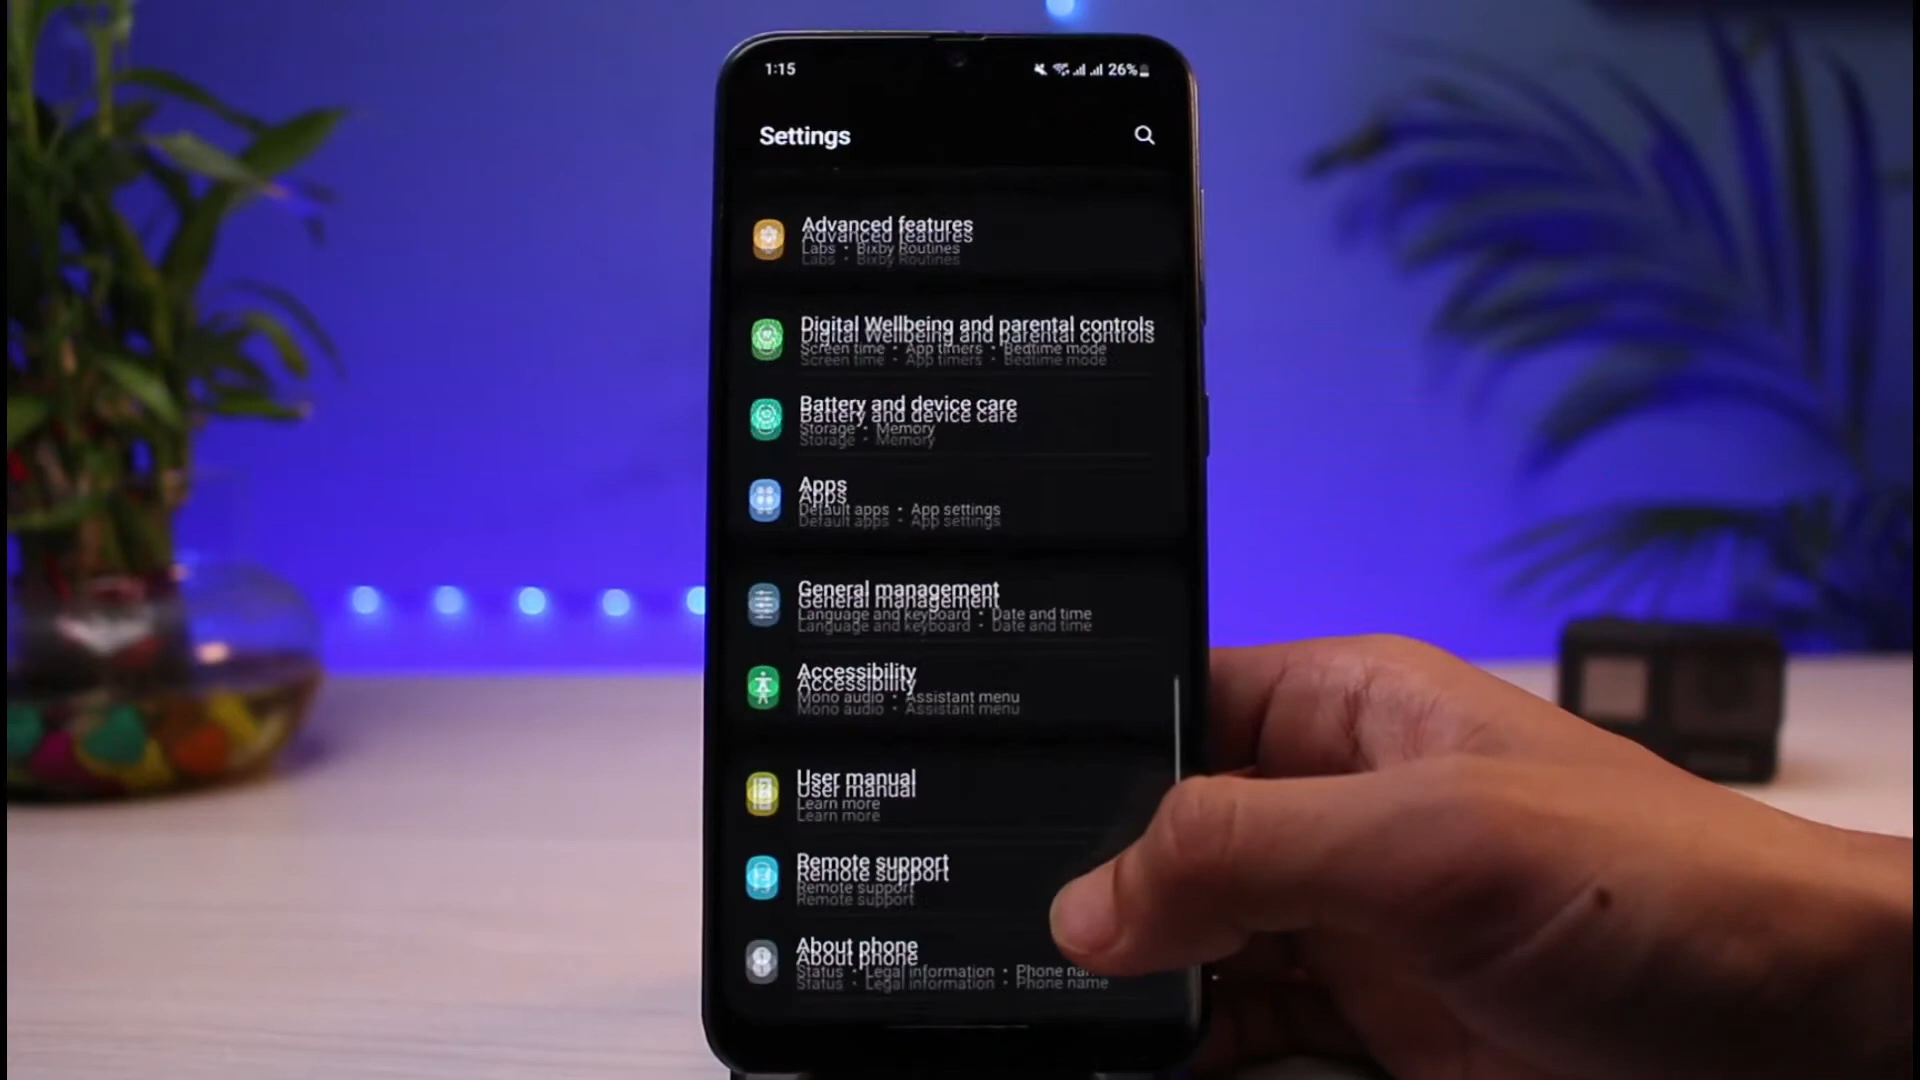 1:15
26%
Settings
Advanced features
Labs • Bixby Routines
Digital Wellbeing and parental controls
Screen time • App timers • Bedtime mode
Battery and device care
Storage • Memory
Apps
Default apps • App settings
General management
Language and keyboard • Date and time
Accessibility
Mono audio • Assistant menu
User manual
Learn more
Remote support
Remote support
About phone
Status • Legal information • Phone name